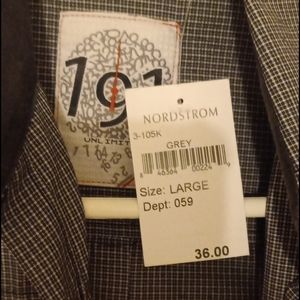 191
UNLIMITED
NORDSTROM
3-105K
GREY
Size: LARGE
Dept: 059
36.00